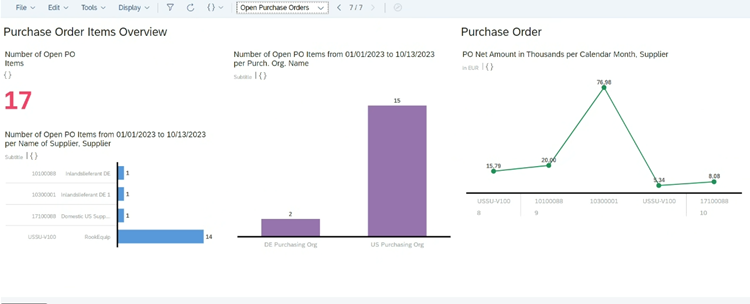 File Edit Tools Display Open Purchase Orders 7 / 7
Purchase Order Items Overview
Number of Open PO
Items
{ }
17
Number of Open PO Items from 01/01/2023 to 10/13/2023
per Name of Supplier, Supplier
Subtitle | { }
10100088 Inlandslieferant DE 1
10300001 Inlandslieferant DE 1 1
17100088 Domestic US Supp... 1
USSU-V100 RockEquip 14
Number of Open PO Items from 01/01/2023 to 10/13/2023
per Purch. Org. Name
Subtitle | { }
15
2
DE Purchasing Org US Purchasing Org
Purchase Order
PO Net Amount in Thousands per Calendar Month, Supplier
in EUR | { }
76,98
15,79 20,00 5,34 8,08
USSU-V100 10100088 10300001 USSU-V100 17100088
8 9 10